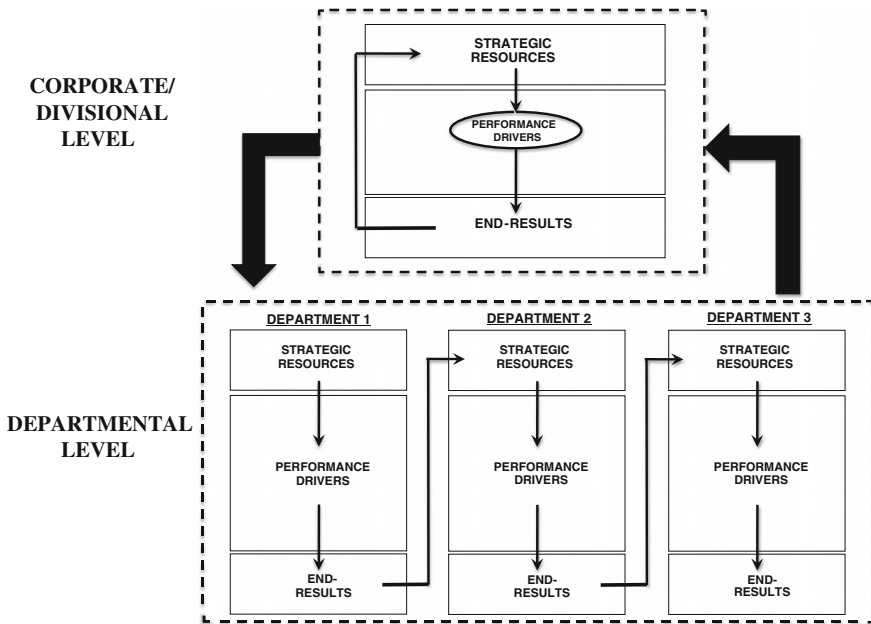 CORPORATE/
DIVISIONAL
LEVEL
STRATEGIC
RESOURCES
PERFORMANCE
DRIVERS
END-RESULTS
DEPARTMENTAL
LEVEL
DEPARTMENT 1
STRATEGIC
RESOURCES
PERFORMANCE
DRIVERS
END-
RESULTS
DEPARTMENT 2
STRATEGIC
RESOURCES
PERFORMANCE
DRIVERS
END-
RESULTS
DEPARTMENT 3
STRATEGIC
RESOURCES
PERFORMANCE
DRIVERS
END-
RESULTS